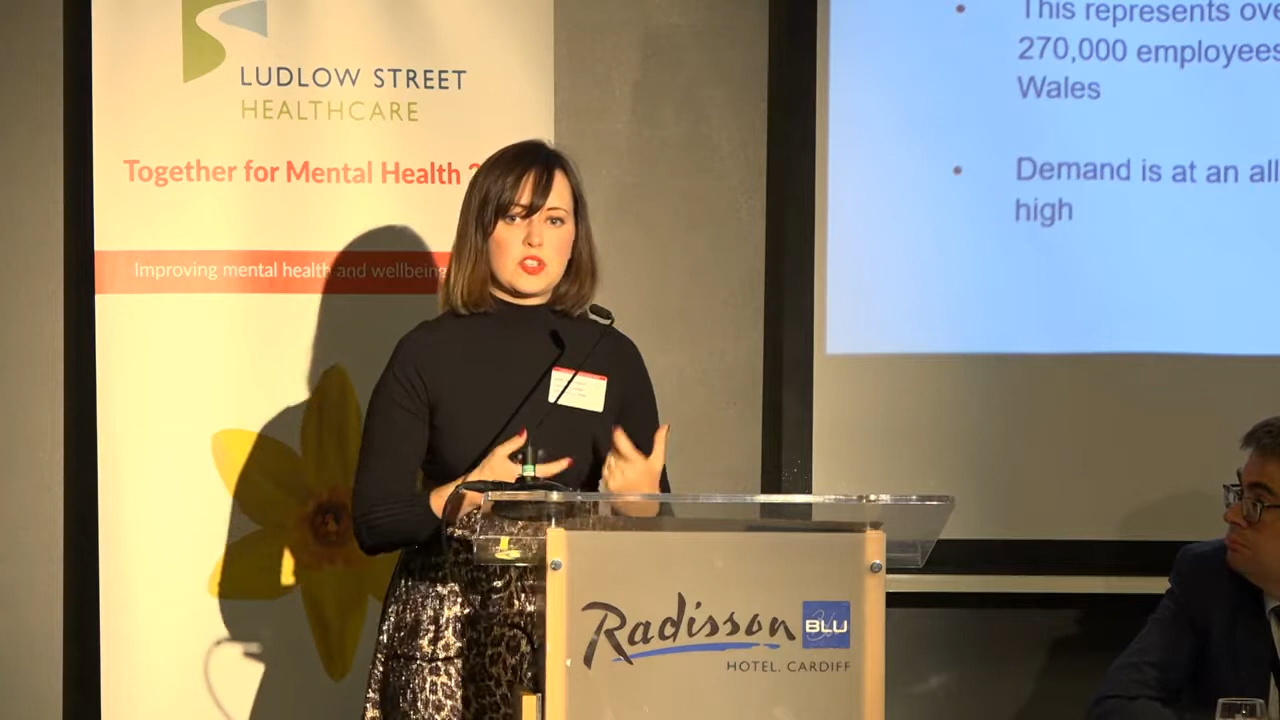 LUDLOW STREET
HEALTHCARE
Together for Mental Health
Improving mental health and wellbeing
This represents ove
270,000 employees
Wales
Demand is at an all
high
Radisson
BLU
HOTEL, CARDIFF